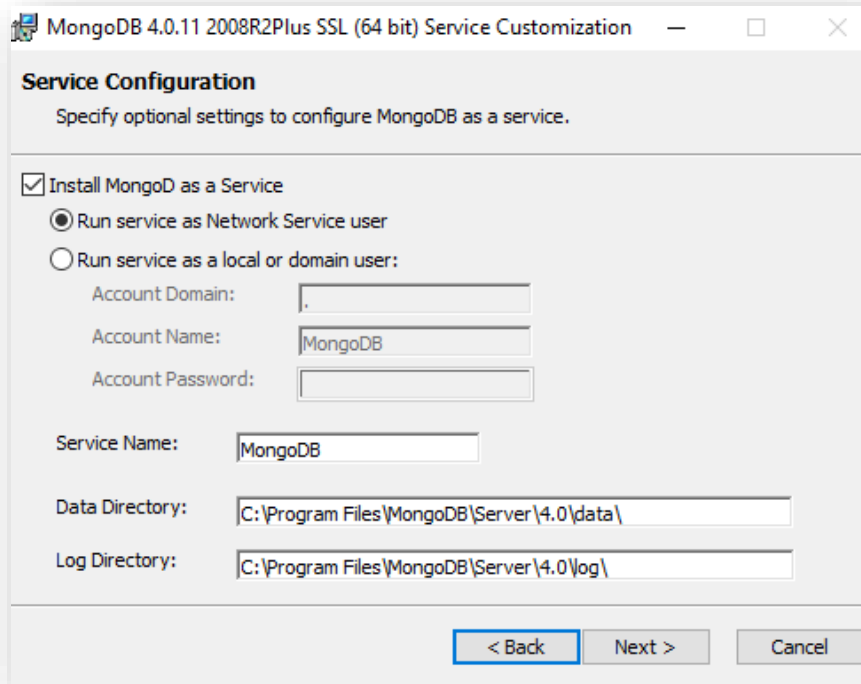 MongoDB 4.0.11 2008R2Plus SSL (64 bit) Service Customization
Service Configuration
Specify optional settings to configure MongoDB as a service.
Install MongoD as a Service
Run service as Network Service user
Run service as a local or domain user:
Account Domain: .
Account Name: MongoDB
Account Password:
Service Name: MongoDB
Data Directory: C:\Program Files\MongoDB\Server\4.0\data\
Log Directory: C:\Program Files\MongoDB\Server\4.0\log\
< Back Next > Cancel